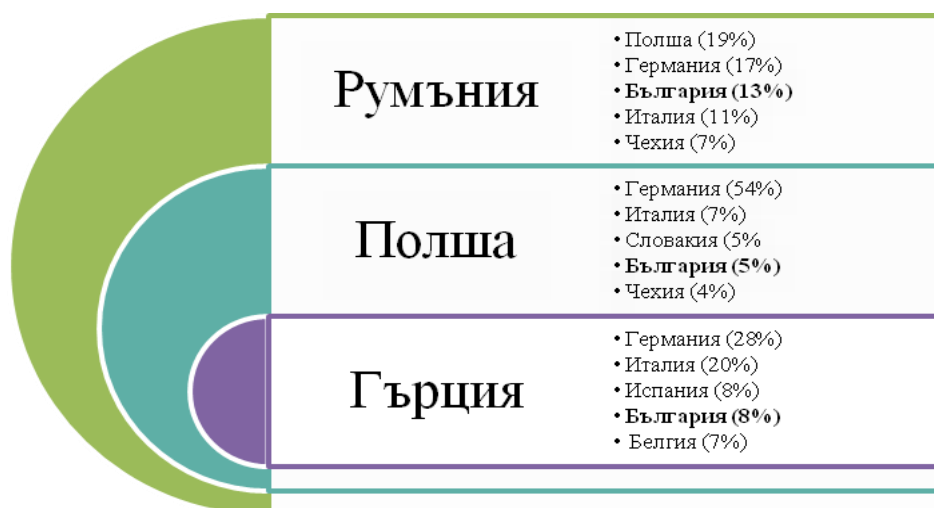 Румъния
• Полша (19%)
• Германия (17%)
• България (13%)
• Италия (11%)
• Чехия (7%)
Полша
• Германия (54%)
• Италия (7%)
• Словакия (5%
• България (5%)
• Чехия (4%)
Гърция
• Германия (28%)
• Италия (20%)
• Испания (8%)
• България (8%)
• Белгия (7%)